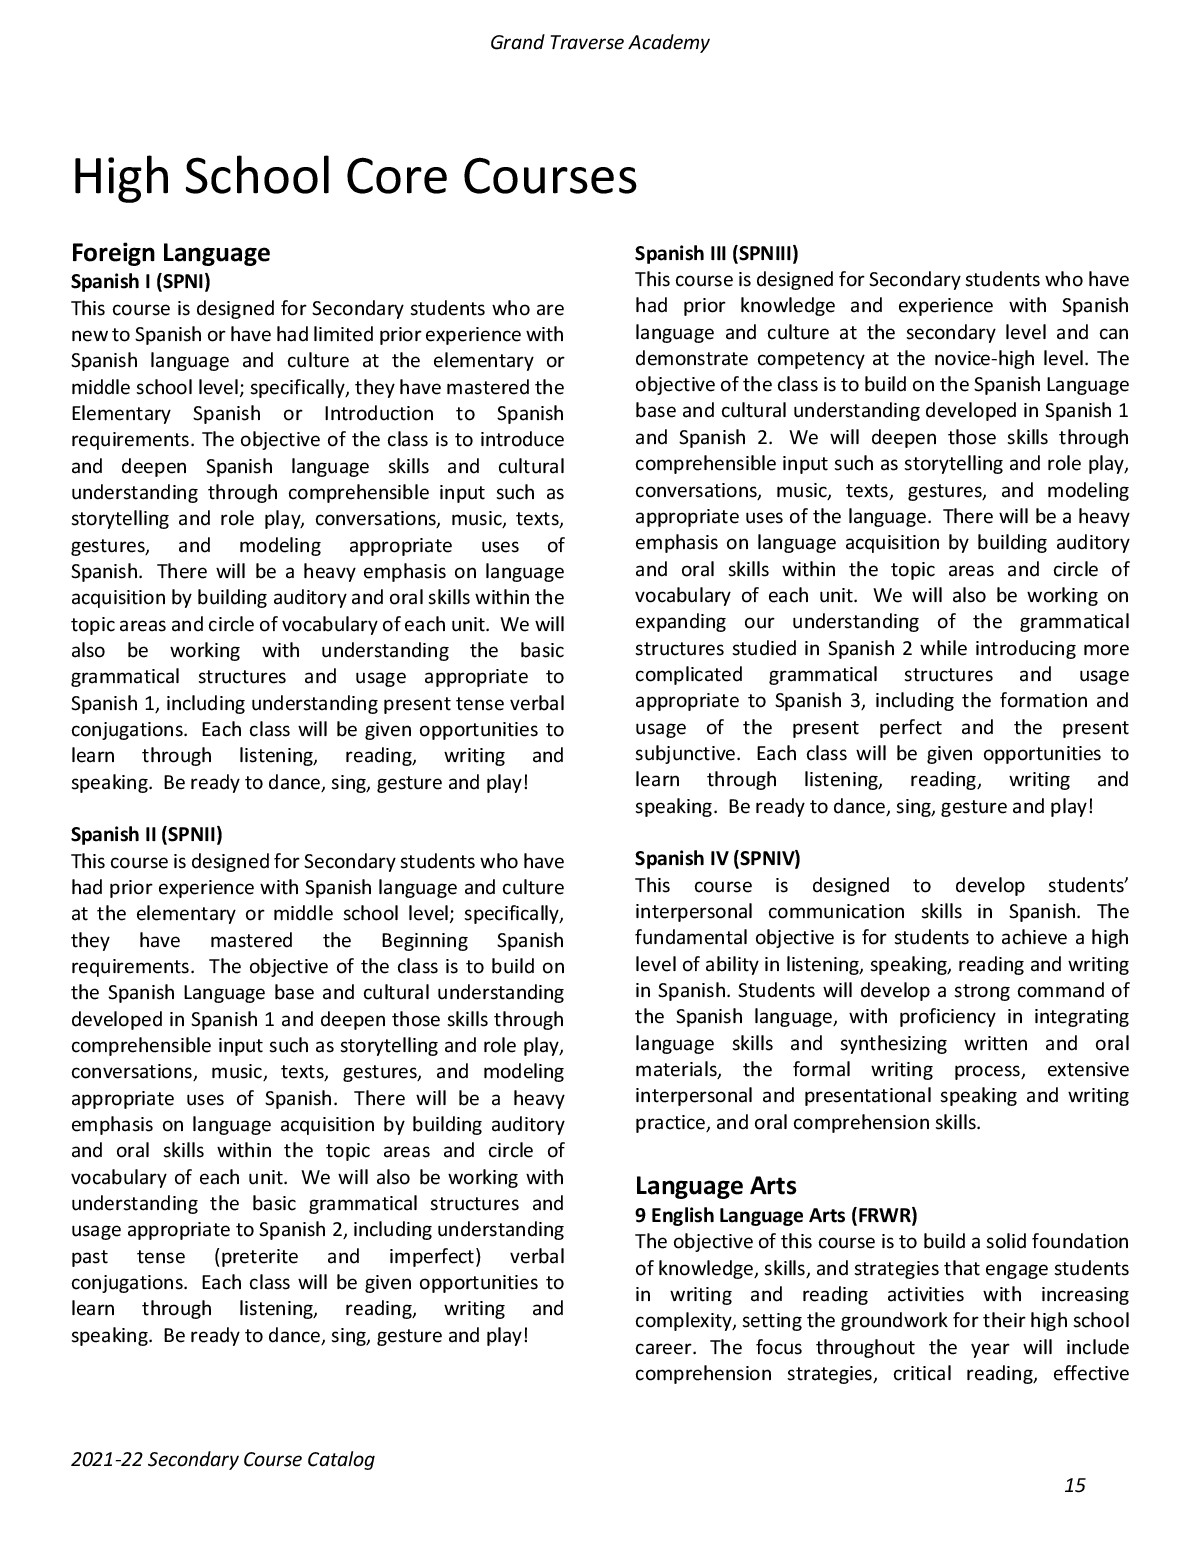 Grand Traverse Academy
High School Core Courses
Foreign Language
Spanish I (SPNI)
This course is designed for Secondary students who are
new to Spanish or have had limited prior experience with
Spanish language and culture at the elementary or
middle school level; specifically, they have mastered the
Elementary Spanish or Introduction to Spanish
requirements. The objective of the class is to introduce
and deepen Spanish language skills and cultural
understanding through comprehensible input such as
storytelling and role play, conversations, music, texts,
gestures, and modeling appropriate uses of
Spanish. There will be a heavy emphasis on language
acquisition by building auditory and oral skills within the
topic areas and circle of vocabulary of each unit. We will
also be working with understanding the basic
grammatical structures and usage appropriate to
Spanish 1, including understanding present tense verbal
conjugations. Each class will be given opportunities to
learn through listening, reading, writing and
speaking. Be ready to dance, sing, gesture and play!
Spanish II (SPNII)
This course is designed for Secondary students who have
had prior experience with Spanish language and culture
at the elementary or middle school level; specifically,
they have mastered the Beginning Spanish
requirements. The objective of the class is to build on
the Spanish Language base and cultural understanding
developed in Spanish 1 and deepen those skills through
comprehensible input such as storytelling and role play,
conversations, music, texts, gestures, and modeling
appropriate uses of Spanish. There will be a heavy
emphasis on language acquisition by building auditory
and oral skills within the topic areas and circle of
vocabulary of each unit. We will also be working with
understanding the basic grammatical structures and
usage appropriate to Spanish 2, including understanding
past tense (preterite and imperfect) verbal
conjugations. Each class will be given opportunities to
learn through listening, reading, writing and
speaking. Be ready to dance, sing, gesture and play!
Spanish III (SPNIII)
This course is designed for Secondary students who have
had prior knowledge and experience with Spanish
language and culture at the secondary level and can
demonstrate competency at the novice-high level. The
objective of the class is to build on the Spanish Language
base and cultural understanding developed in Spanish 1
and Spanish 2. We will deepen those skills through
comprehensible input such as storytelling and role play,
conversations, music, texts, gestures, and modeling
appropriate uses of the language. There will be a heavy
emphasis on language acquisition by building auditory
and oral skills within the topic areas and circle of
vocabulary of each unit. We will also be working on
expanding our understanding of the grammatical
structures studied in Spanish 2 while introducing more
complicated grammatical structures and usage
appropriate to Spanish 3, including the formation and
usage of the present perfect and the present
subjunctive. Each class will be given opportunities to
learn through listening, reading, writing and
speaking. Be ready to dance, sing, gesture and play!
Spanish IV (SPNIV)
This course is designed to develop students’
interpersonal communication skills in Spanish. The
fundamental objective is for students to achieve a high
level of ability in listening, speaking, reading and writing
in Spanish. Students will develop a strong command of
the Spanish language, with proficiency in integrating
language skills and synthesizing written and oral
materials, the formal writing process, extensive
interpersonal and presentational speaking and writing
practice, and oral comprehension skills.
Language Arts
9 English Language Arts (FRWR)
The objective of this course is to build a solid foundation
of knowledge, skills, and strategies that engage students
in writing and reading activities with increasing
complexity, setting the groundwork for their high school
career. The focus throughout the year will include
comprehension strategies, critical reading, effective
2021-22 Secondary Course Catalog
15